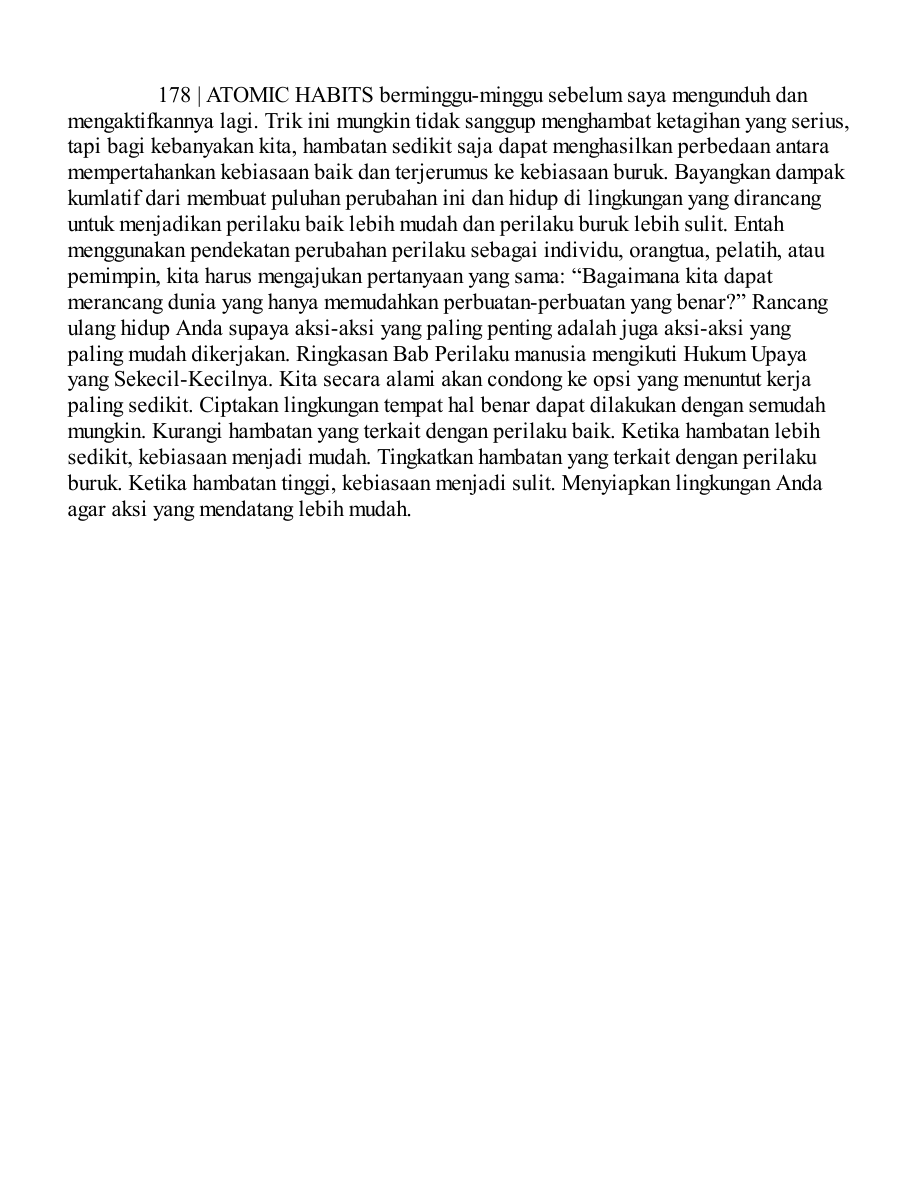 178 | ATOMIC HABITS berminggu-minggu sebelum saya mengunduh dan
mengaktifkannya lagi. Trik ini mungkin tidak sanggup menghambat ketagihan yang serius,
tapi bagi kebanyakan kita, hambatan sedikit saja dapat menghasilkan perbedaan antara
mempertahankan kebiasaan baik dan terjerumus ke kebiasaan buruk. Bayangkan dampak
kumlatif dari membuat puluhan perubahan ini dan hidup di lingkungan yang dirancang
untuk menjadikan perilaku baik lebih mudah dan perilaku buruk lebih sulit. Entah
menggunakan pendekatan perubahan perilaku sebagai individu, orangtua, pelatih, atau
pemimpin, kita harus mengajukan pertanyaan yang sama: “Bagaimana kita dapat
merancang dunia yang hanya memudahkan perbuatan-perbuatan yang benar?” Rancang
ulang hidup Anda supaya aksi-aksi yang paling penting adalah juga aksi-aksi yang
paling mudah dikerjakan. Ringkasan Bab Perilaku manusia mengikuti Hukum Upaya
yang Sekecil-Kecilnya. Kita secara alami akan condong ke opsi yang menuntut kerja
paling sedikit. Ciptakan lingkungan tempat hal benar dapat dilakukan dengan semudah
mungkin. Kurangi hambatan yang terkait dengan perilaku baik. Ketika hambatan lebih
sedikit, kebiasaan menjadi mudah. Tingkatkan hambatan yang terkait dengan perilaku
buruk. Ketika hambatan tinggi, kebiasaan menjadi sulit. Menyiapkan lingkungan Anda
agar aksi yang mendatang lebih mudah.